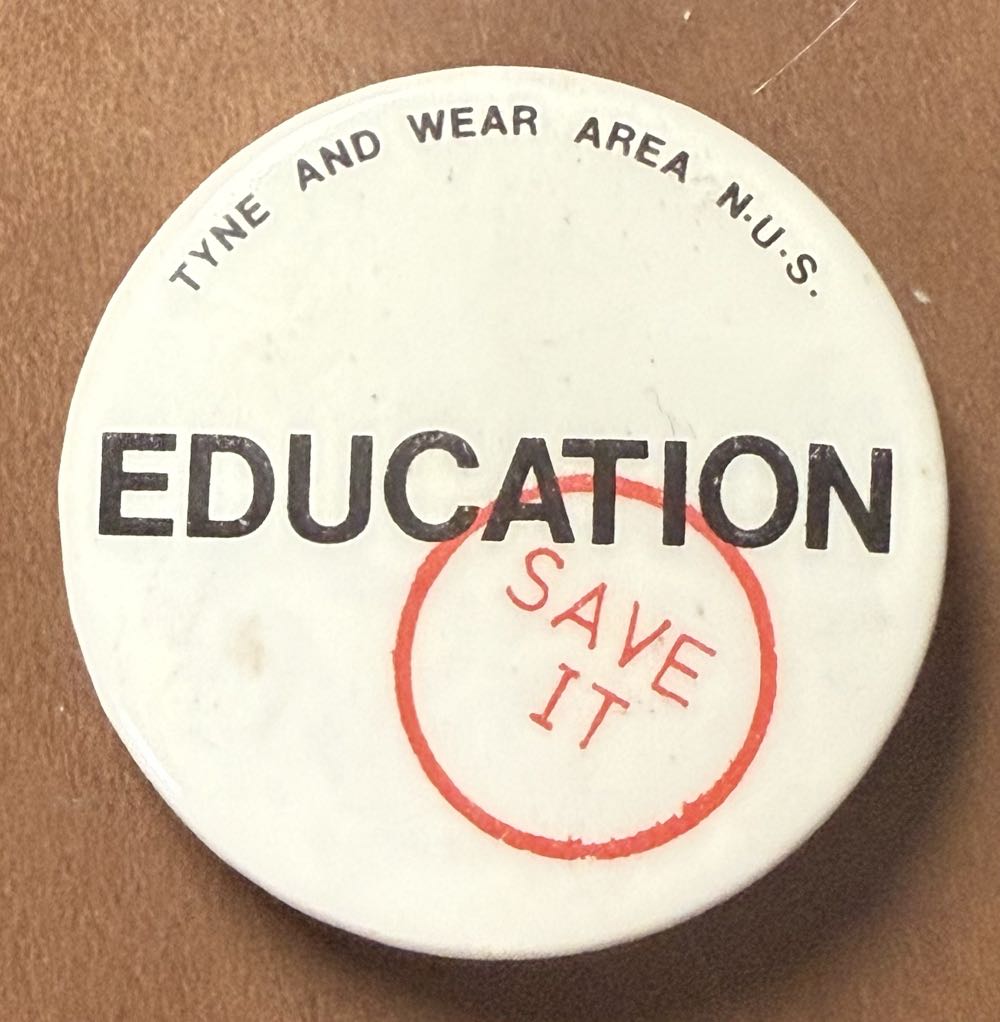 TYNE AND WEAR AREA N.U.S.
EDUCATION
SAVE
IT